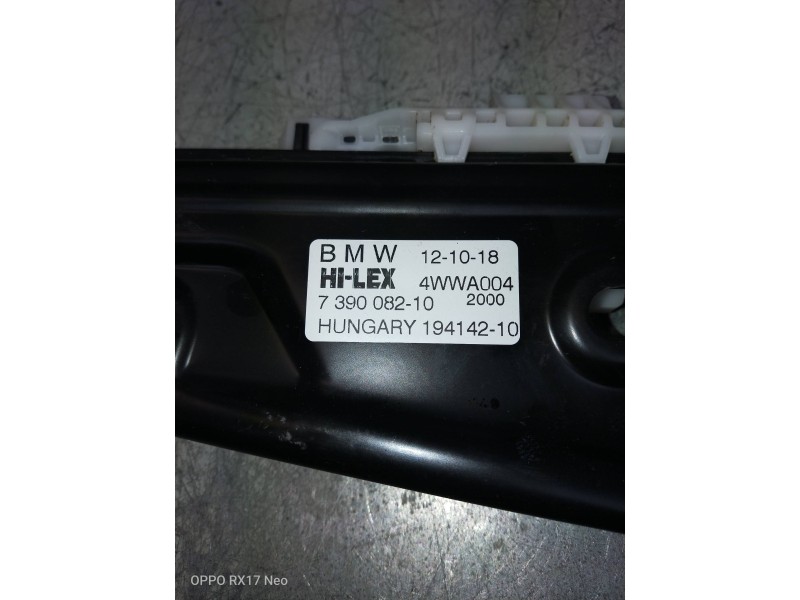 BMW 12-10-18
HI-LEX 4WWA004
7 390 082-10 2000
HUNGARY 194142-10
OPPO RX17 Neo